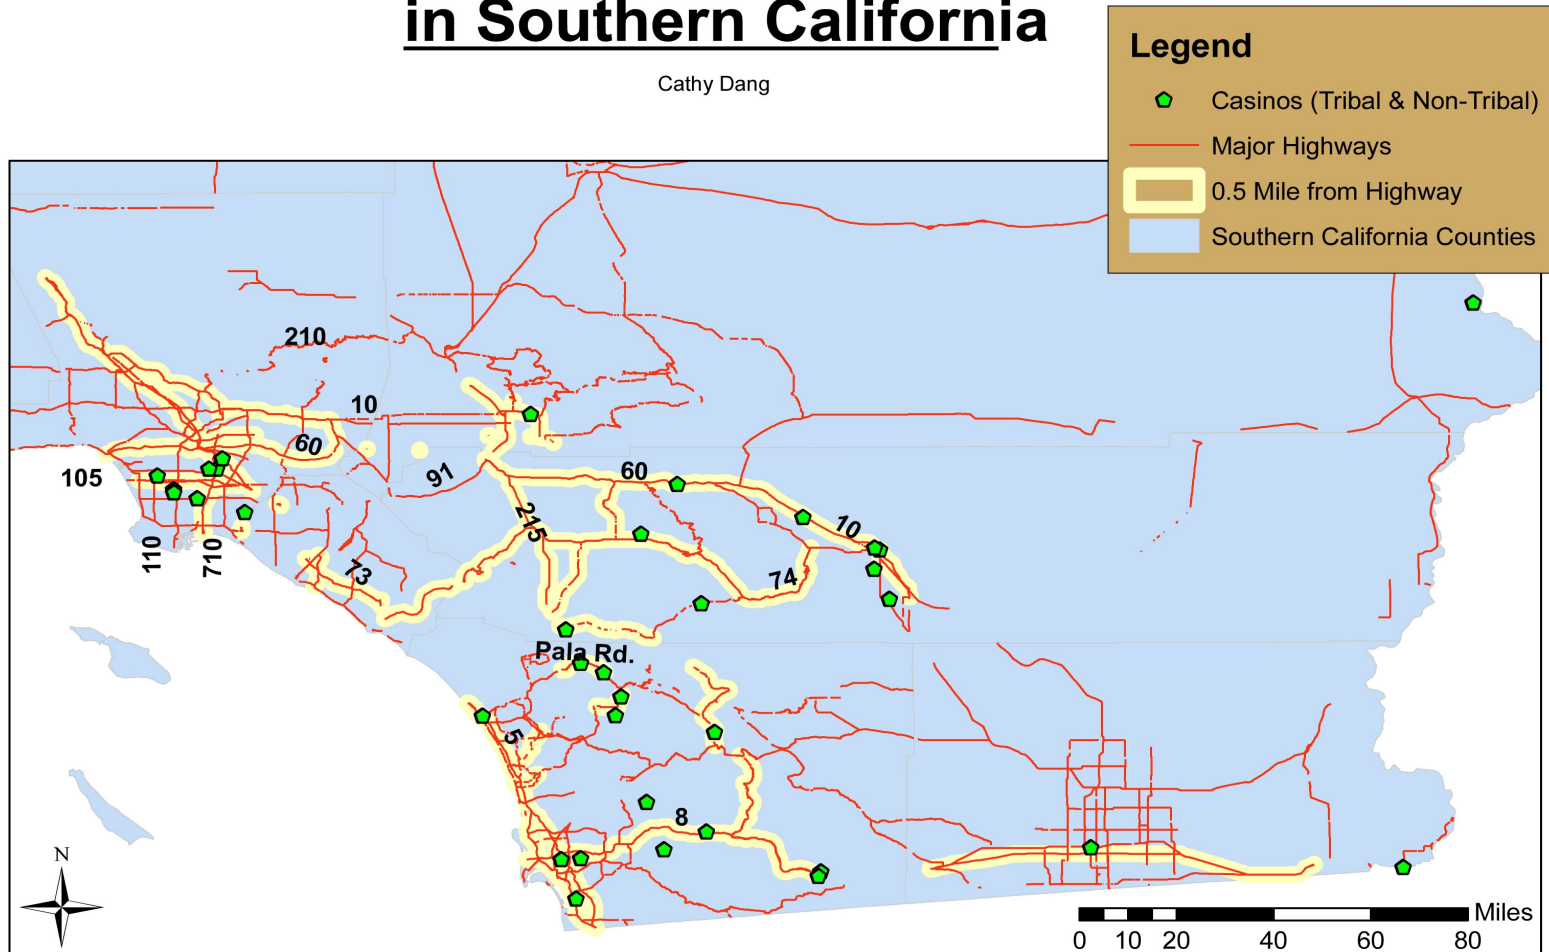 in Southern California
Cathy Dang
Legend
Casinos (Tribal & Non-Tribal)
Major Highways
0.5 Mile from Highway
Southern California Counties
210
10
60
105
91
60
215
10
110
710
73
74
Pala Rd.
5
8
N
Miles
0 10 20 40 60 80